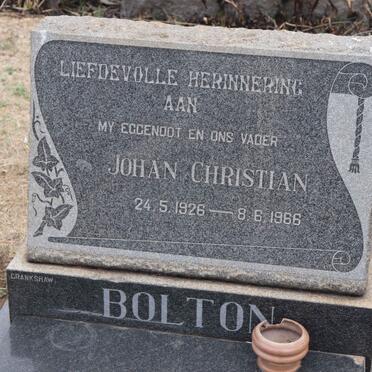 LIEFDEVOLLE HERINNERING
AAN
MY EGGENOOT EN ONS VADER
JOHAN CHRISTIAN
24.5.1926 — 8.6.1966
CRANKSHAW
BOLTON